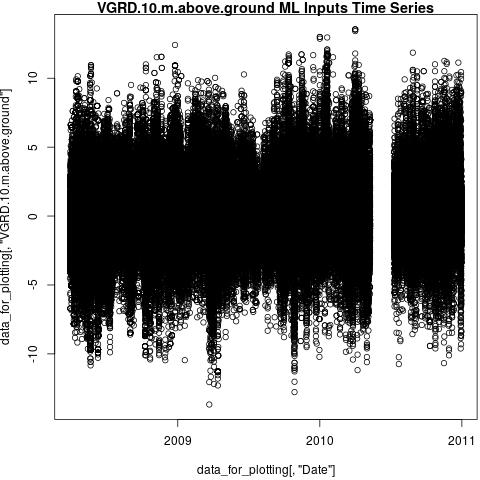 VGRD.10.m.above.ground ML Inputs Time Series
data_for_plotting[, "VGRD.10.m.above.ground"]
10
5
0
-5
-10
2009
2010
2011
data_for_plotting[, "Date"]